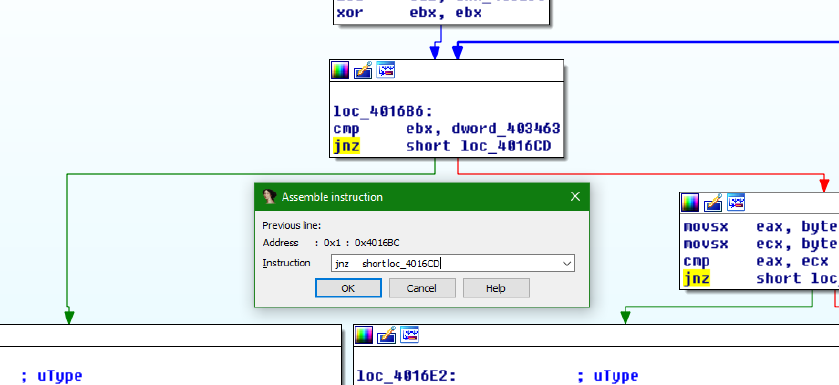 xor ebx, ebx
loc_4016B6:
cmp ebx, dword_403463
jnz short loc_4016CD
Assemble instruction
Previous line:
Address : 0x1 : 0x4016BC
Instruction jnz short loc_4016CD
OK Cancel Help
movsx eax, byte
movsx ecx, byte
cmp eax, ecx
jnz short loc
; uType
loc_4016E2: ; uType